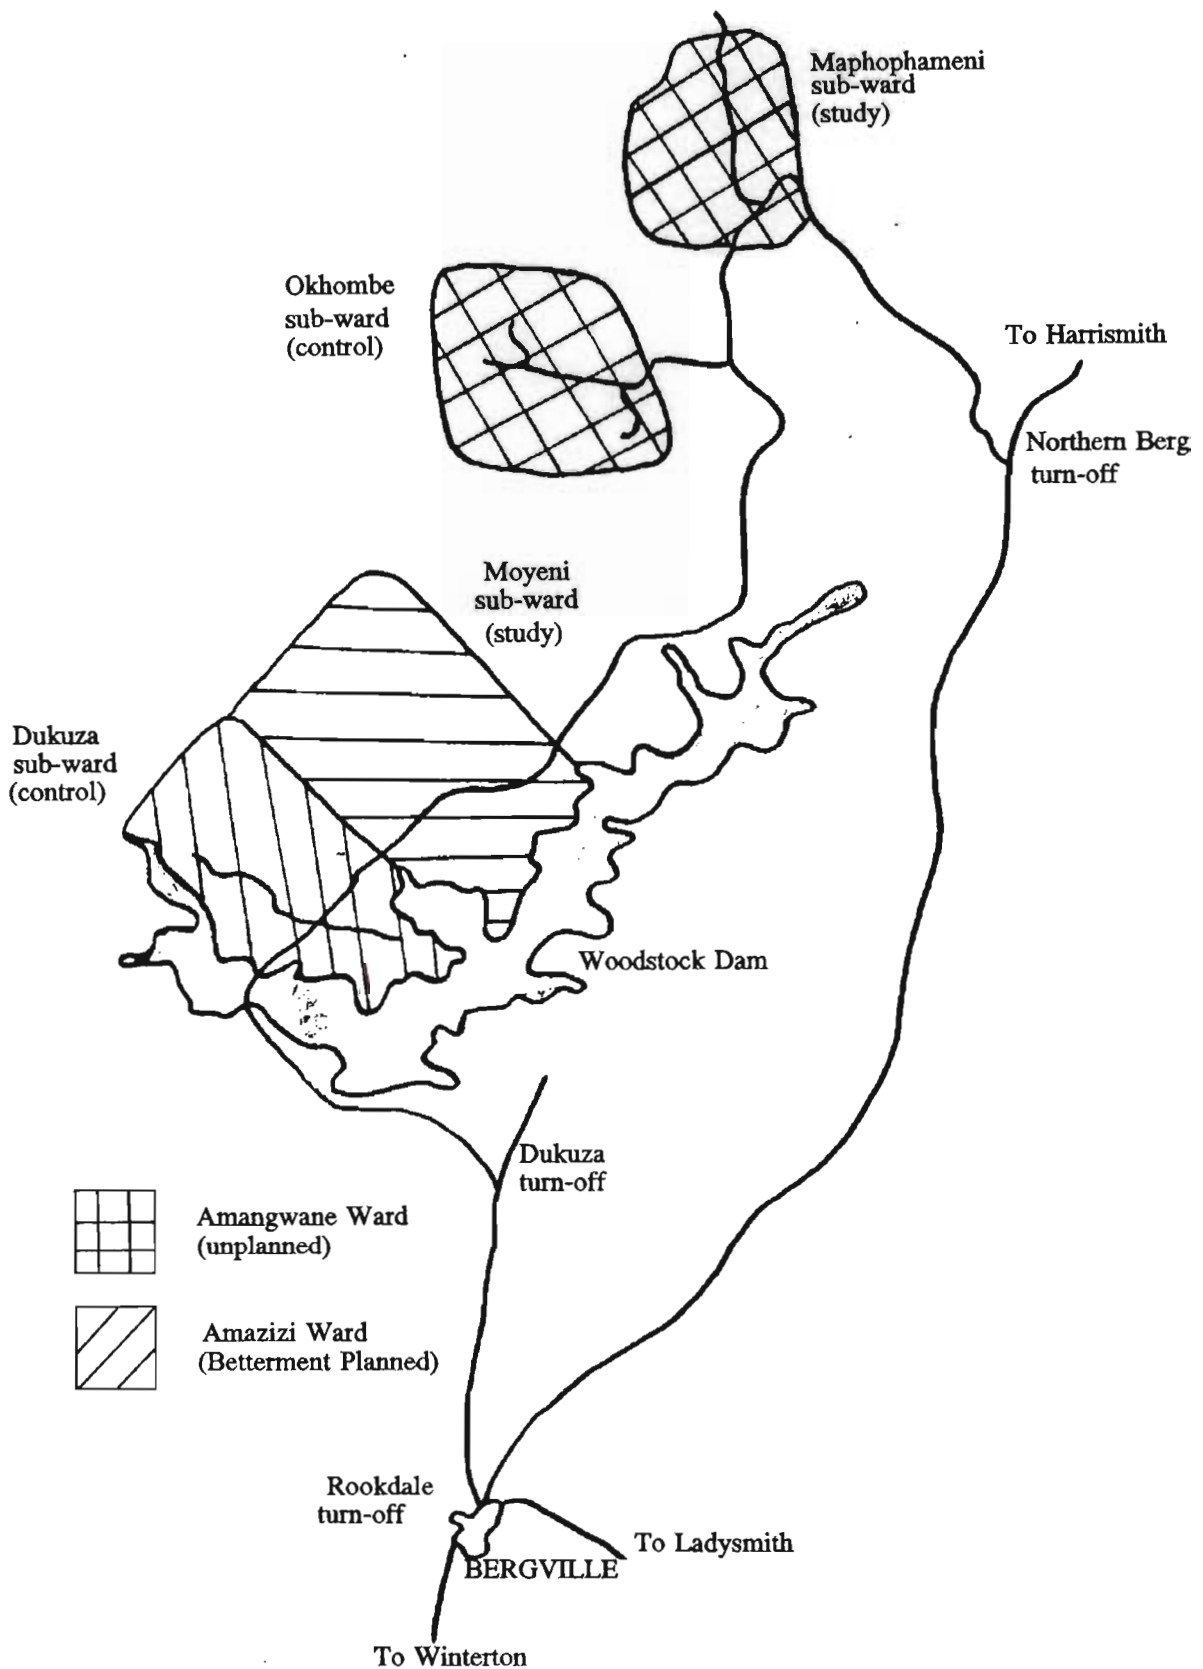 Maphophameni
sub-ward
(study)
Okhombe
sub-ward
(control)
To Harrismith
Northern Berg
turn-off
Moyeni
sub-ward
(study)
Dukuza
sub-ward
(control)
Woodstock Dam
Dukuza
turn-off
Amangwane Ward
(unplanned)
Amazizi Ward
(Betterment Planned)
Rookdale
turn-off
To Ladysmith
BERGVILLE
To Winterton